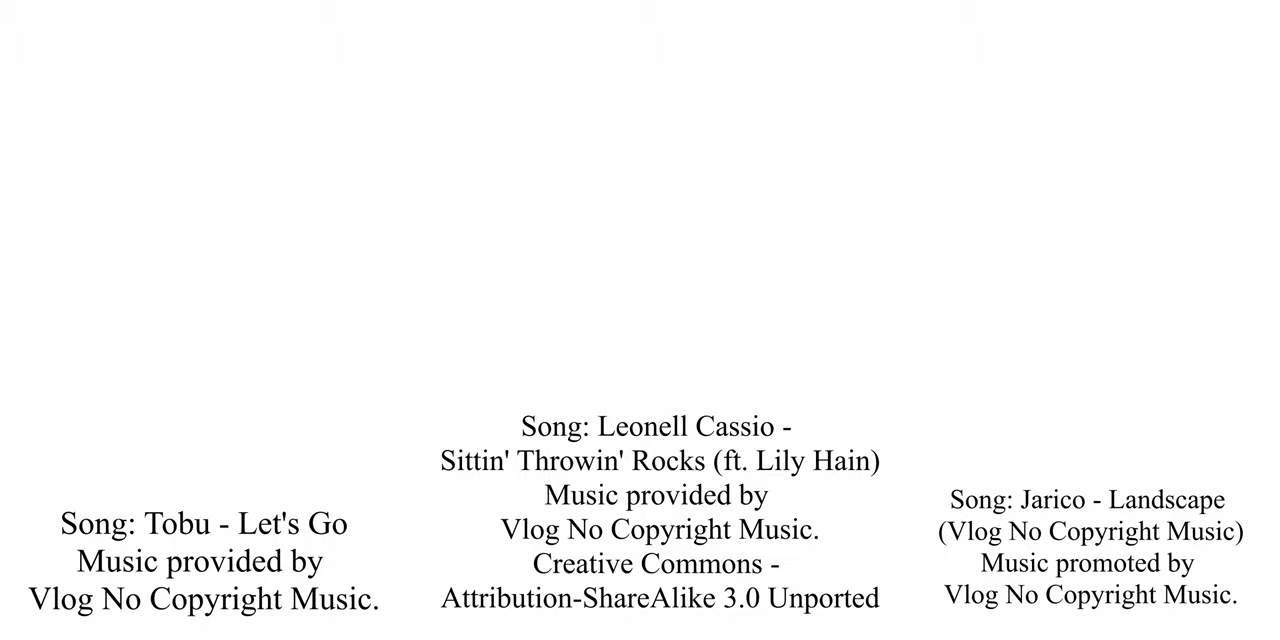 Song: Tobu - Let's Go
Music provided by
Vlog No Copyright Music.
Song: Leonell Cassio -
Sittin' Throwin' Rocks (ft. Lily Hain)
Music provided by
Vlog No Copyright Music.
Creative Commons -
Attribution-ShareAlike 3.0 Unported
Song: Jarico - Landscape
(Vlog No Copyright Music)
Music promoted by
Vlog No Copyright Music.